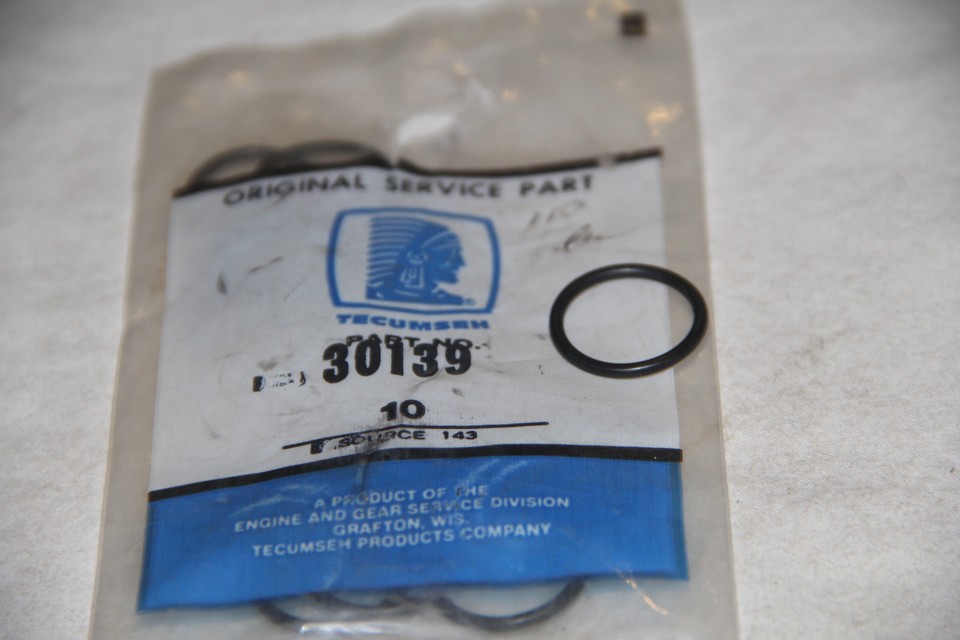 ORIGINAL SERVICE PART
TECUMSEH
PART NO.
30139
10
SOURCE 143
A PRODUCT OF THE
ENGINE AND GEAR SERVICE DIVISION
GRAFTON, WIS.
TECUMSEH PRODUCTS COMPANY